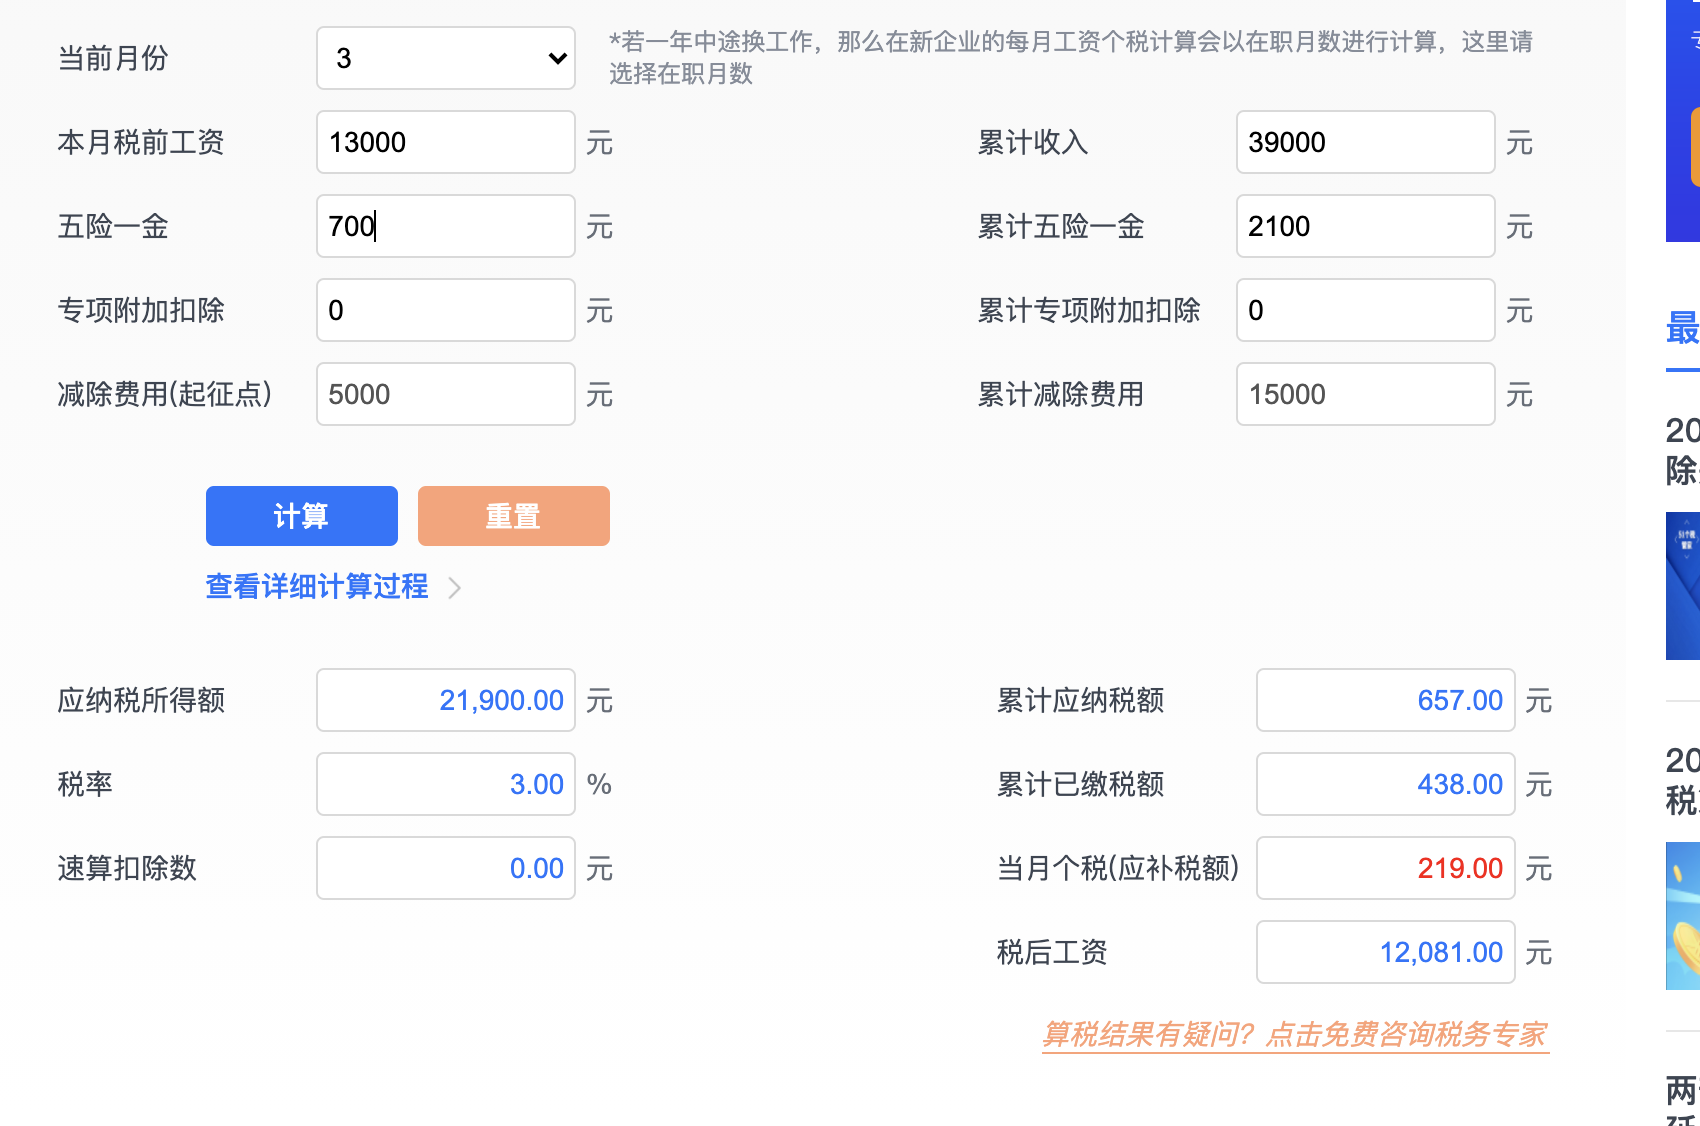 当前月份
3
*若一年中途换工作，那么在新企业的每月工资个税计算会以在职月数进行计算，这里请
选择在职月数
本月税前工资 13000 元 累计收入 39000 元
五险一金 700 元 累计五险一金 2100 元
专项附加扣除 0 元 累计专项附加扣除 0 元
减除费用(起征点) 5000 元 累计减除费用 15000 元
计算 重置
查看详细计算过程
应纳税所得额 21,900.00 元 累计应纳税额 657.00 元
税率 3.00 % 累计已缴税额 438.00 元
速算扣除数 0.00 元 当月个税(应补税额) 219.00 元
税后工资 12,081.00 元
算税结果有疑问？点击免费咨询税务专家
最
20
除
20
税
两